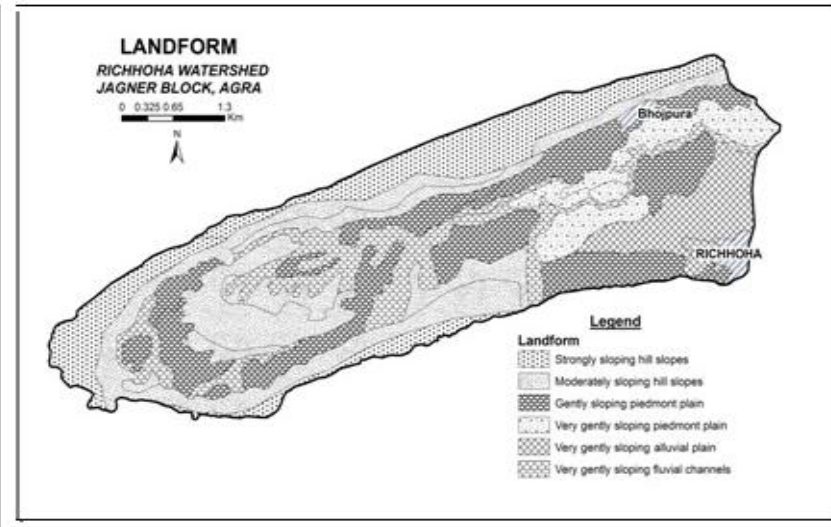 LANDFORM
RICHHOHA WATERSHED
JAGNER BLOCK, AGRA
0 0.325 0.65 1.3
Km
N
Bhojpura
RICHHOHA
Legend
Landform
Strongly sloping hill slopes
Moderately sloping hill slopes
Gently sloping piedmont plain
Very gently sloping piedmont plain
Very gently sloping alluvial plain
Very gently sloping fluvial channels